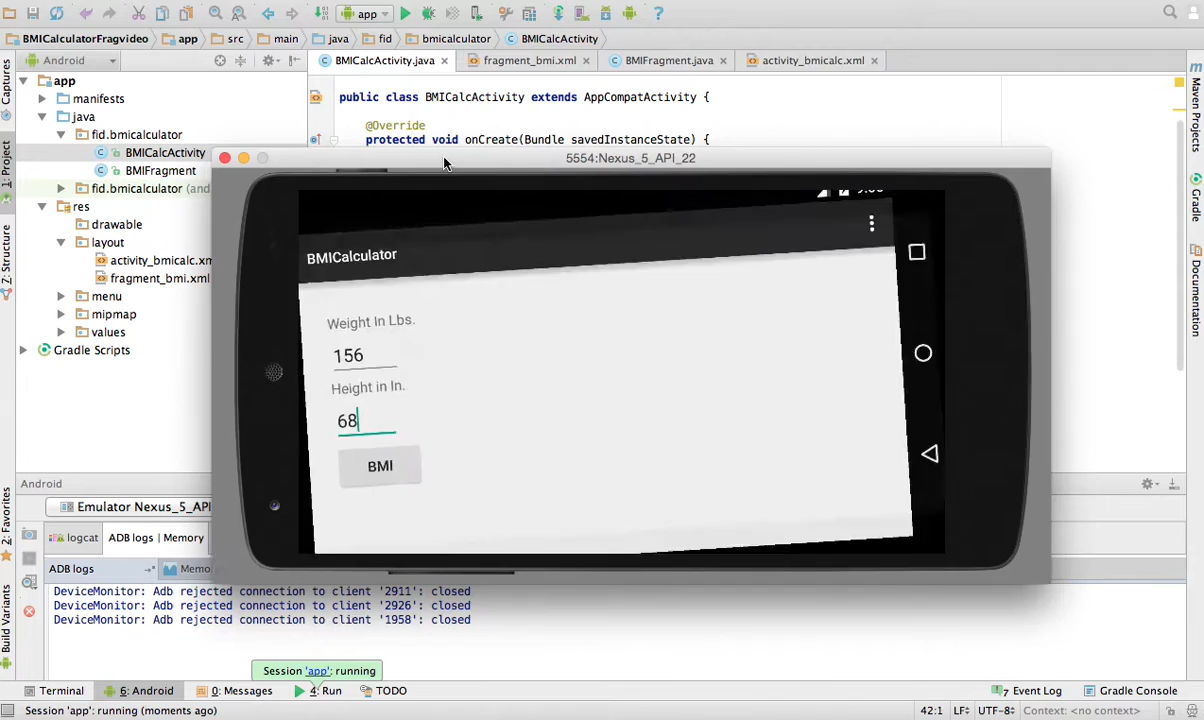 app
BMICalculatorFragvideo
app
src
main
java
fid
bmicalculator
BMICalcActivity
Android
BMICalcActivity.java
fragment_bmi.xml
BMIFragment.java
activity_bmicalc.xml
Captures
1: Project
7: Structure
2: Favorites
Build Variants
Maven Projects
Gradle
Documentation
app
manifests
java
fid.bmicalculator
BMICalcActivity
BMIFragment
fid.bmicalculator (and
res
drawable
layout
activity_bmicalc.xm
fragment_bmi.xml
menu
mipmap
values
Gradle Scripts
public class BMICalcActivity extends AppCompatActivity {
@Override
protected void onCreate(Bundle savedInstanceState) {
5554:Nexus_5_API_22
BMICalculator
Weight In Lbs.
156
Height in In.
68
BMI
Android
Emulator Nexus_5_API
logcat
ADB logs | Memory
ADB logs
Memo
DeviceMonitor: Adb rejected connection to client '2911': closed
DeviceMonitor: Adb rejected connection to client '2926': closed
DeviceMonitor: Adb rejected connection to client '1958': closed
Session 'app': running
Terminal
6: Android
0: Messages
4: Run
TODO
7 Event Log
Gradle Console
Session 'app': running (moments ago)
42:1
LF÷
UTF-8÷
Context: <no context>